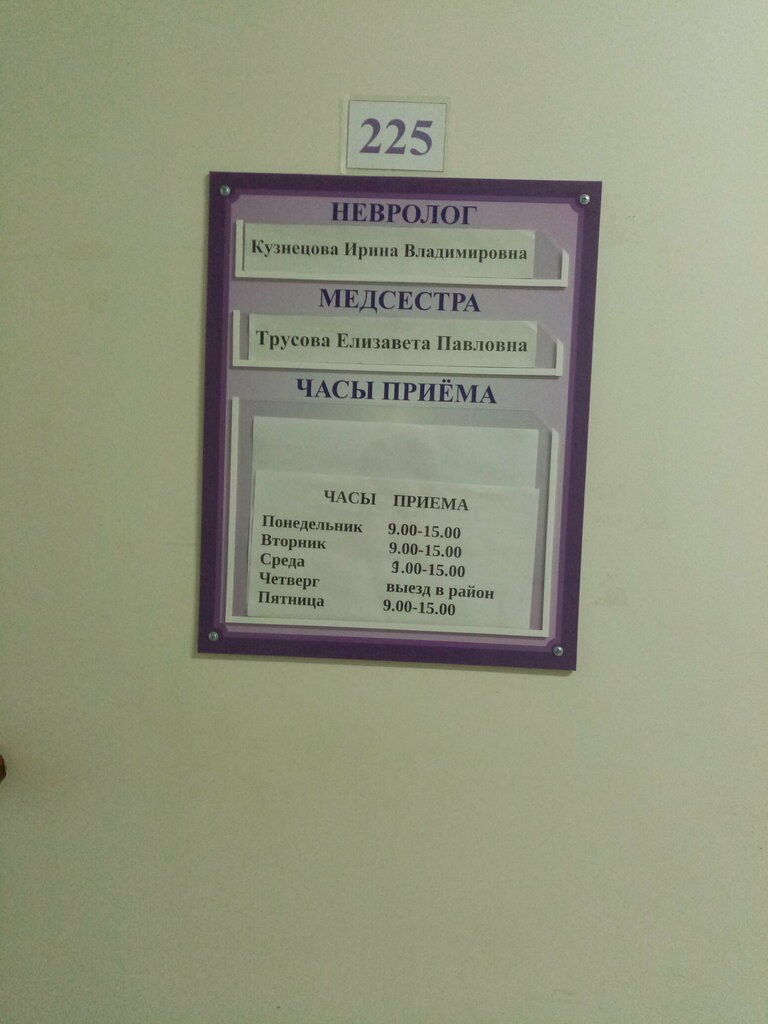 225
НЕВРОЛОГ
Кузнецова Ирина Владимировна
МЕДСЕСТРА
Трусова Елизавета Павловна
ЧАСЫ ПРИЁМА
ЧАСЫ ПРИЕМА
Понедельник 9.00-15.00
Вторник 9.00-15.00
Среда 9.00-15.00
Четверг выезд в район
Пятница 9.00-15.00